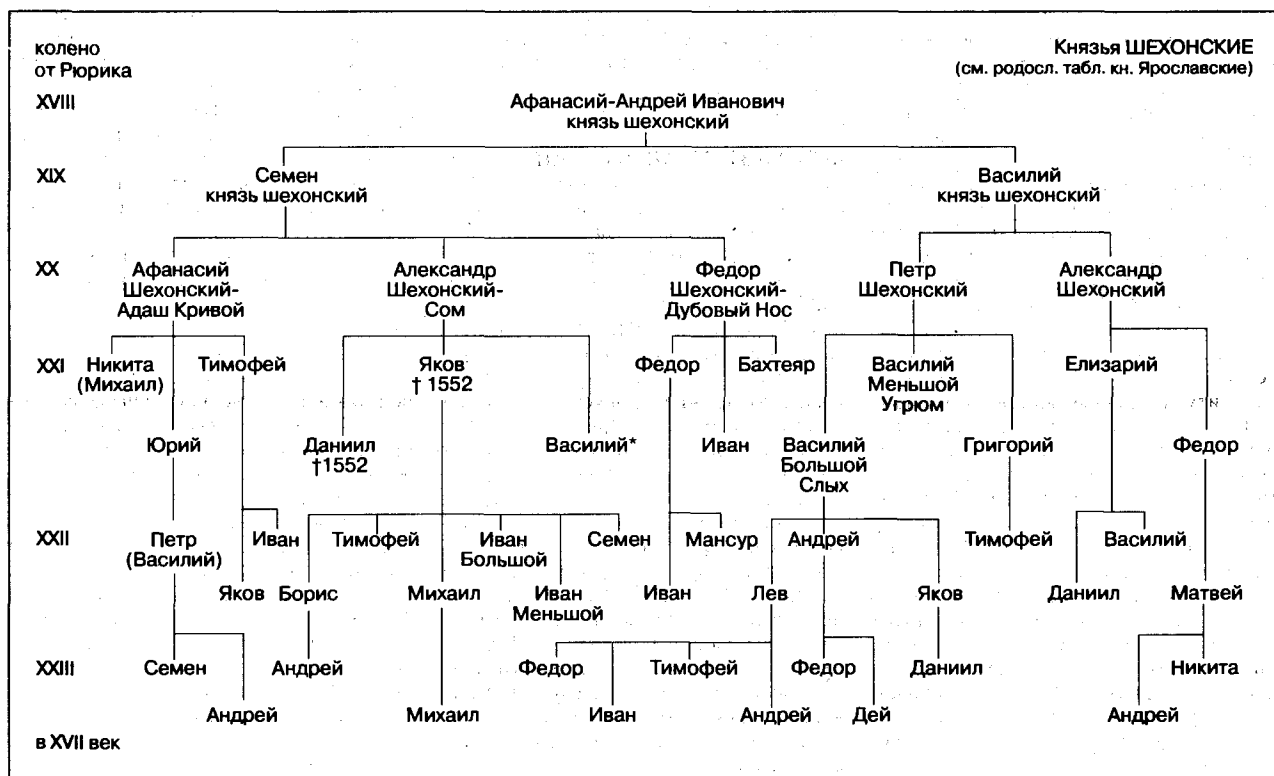 колено
от Рюрика
Князья ШЕХОНСКИЕ
(см. родосл. табл. кн. Ярославские)
XVIII
Афанасий-Андрей Иванович
князь шехонский
XIX
Семен
князь шехонский
Василий
князь шехонский
XX
Афанасий
Шехонский-
Адаш Кривой
Александр
Шехонский-
Сом
Федор
Шехонский-
Дубовый Нос
Петр
Шехонский
Александр
Шехонский
XXI
Никита
(Михаил)
Тимофей
Яков
† 1552
Федор
Бахтеяр
Василий
Меньшой
Угрюм
Елизарий
Юрий
Даниил
†1552
Василий*
Иван
Василий
Большой
Слых
Григорий
Федор
XXII
Петр
(Василий)
Иван
Тимофей
Иван
Большой
Семен
Мансур
Андрей
Тимофей
Василий
Яков
Борис
Михаил
Иван
Меньшой
Иван
Лев
Яков
Даниил
Матвей
XXIII
Семен
Андрей
Федор
Тимофей
Федор
Даниил
Никита
Андрей
Михаил
Иван
Андрей
Дей
Андрей
в XVII век